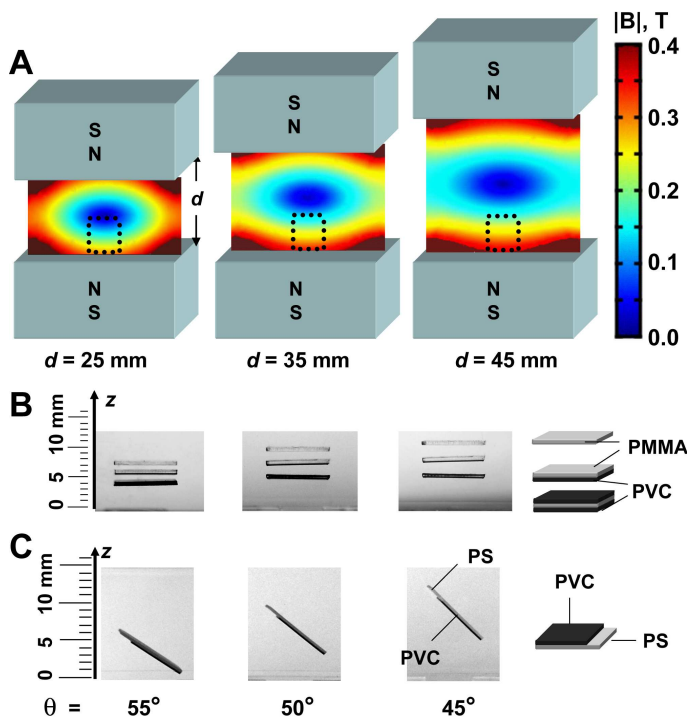 A
|B|, T
0.4
0.3
0.2
0.1
0.0
S
N
N
S
S
N
N
S
S
N
N
S
d
d = 25 mm
d = 35 mm
d = 45 mm
B
z
10 mm
5
0
PMMA
PVC
C
z
10 mm
5
0
PS
PVC
PVC
PS
θ = 55° 50° 45°